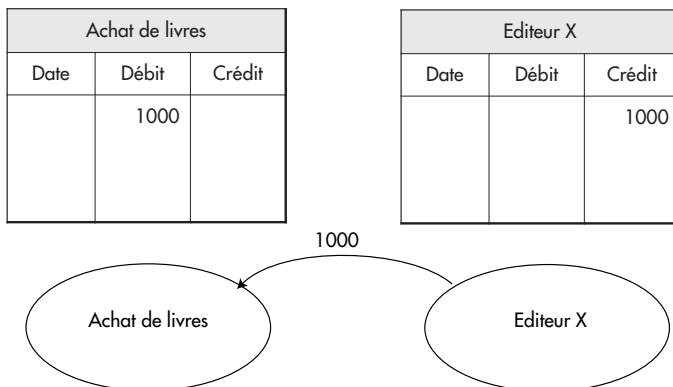 Achat de livres
Date Débit Crédit
1000
Editeur X
Date Débit Crédit
1000
1000
Achat de livres
Editeur X